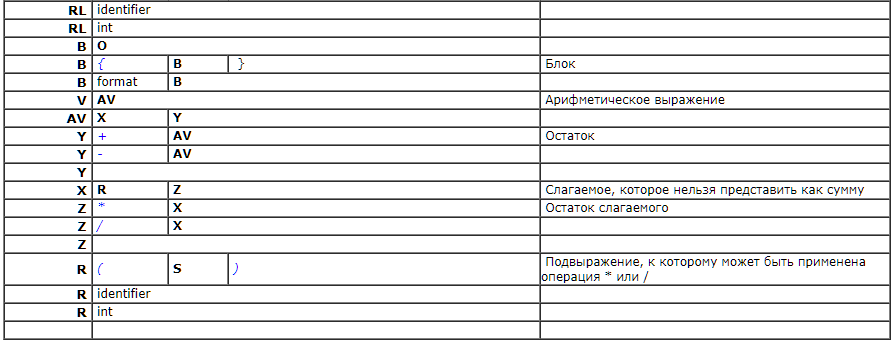 RL identifier
RL int
B O
B { B } Блок
B format B
V AV Арифметическое выражение
AV X Y
Y + AV Остаток
Y - AV
Y
X R Z Слагаемое, которое нельзя представить как сумму
Z * X Остаток слагаемого
Z / X
Z
R ( S ) Подвыражение, к которому может быть применена
операция * или /
R identifier
R int